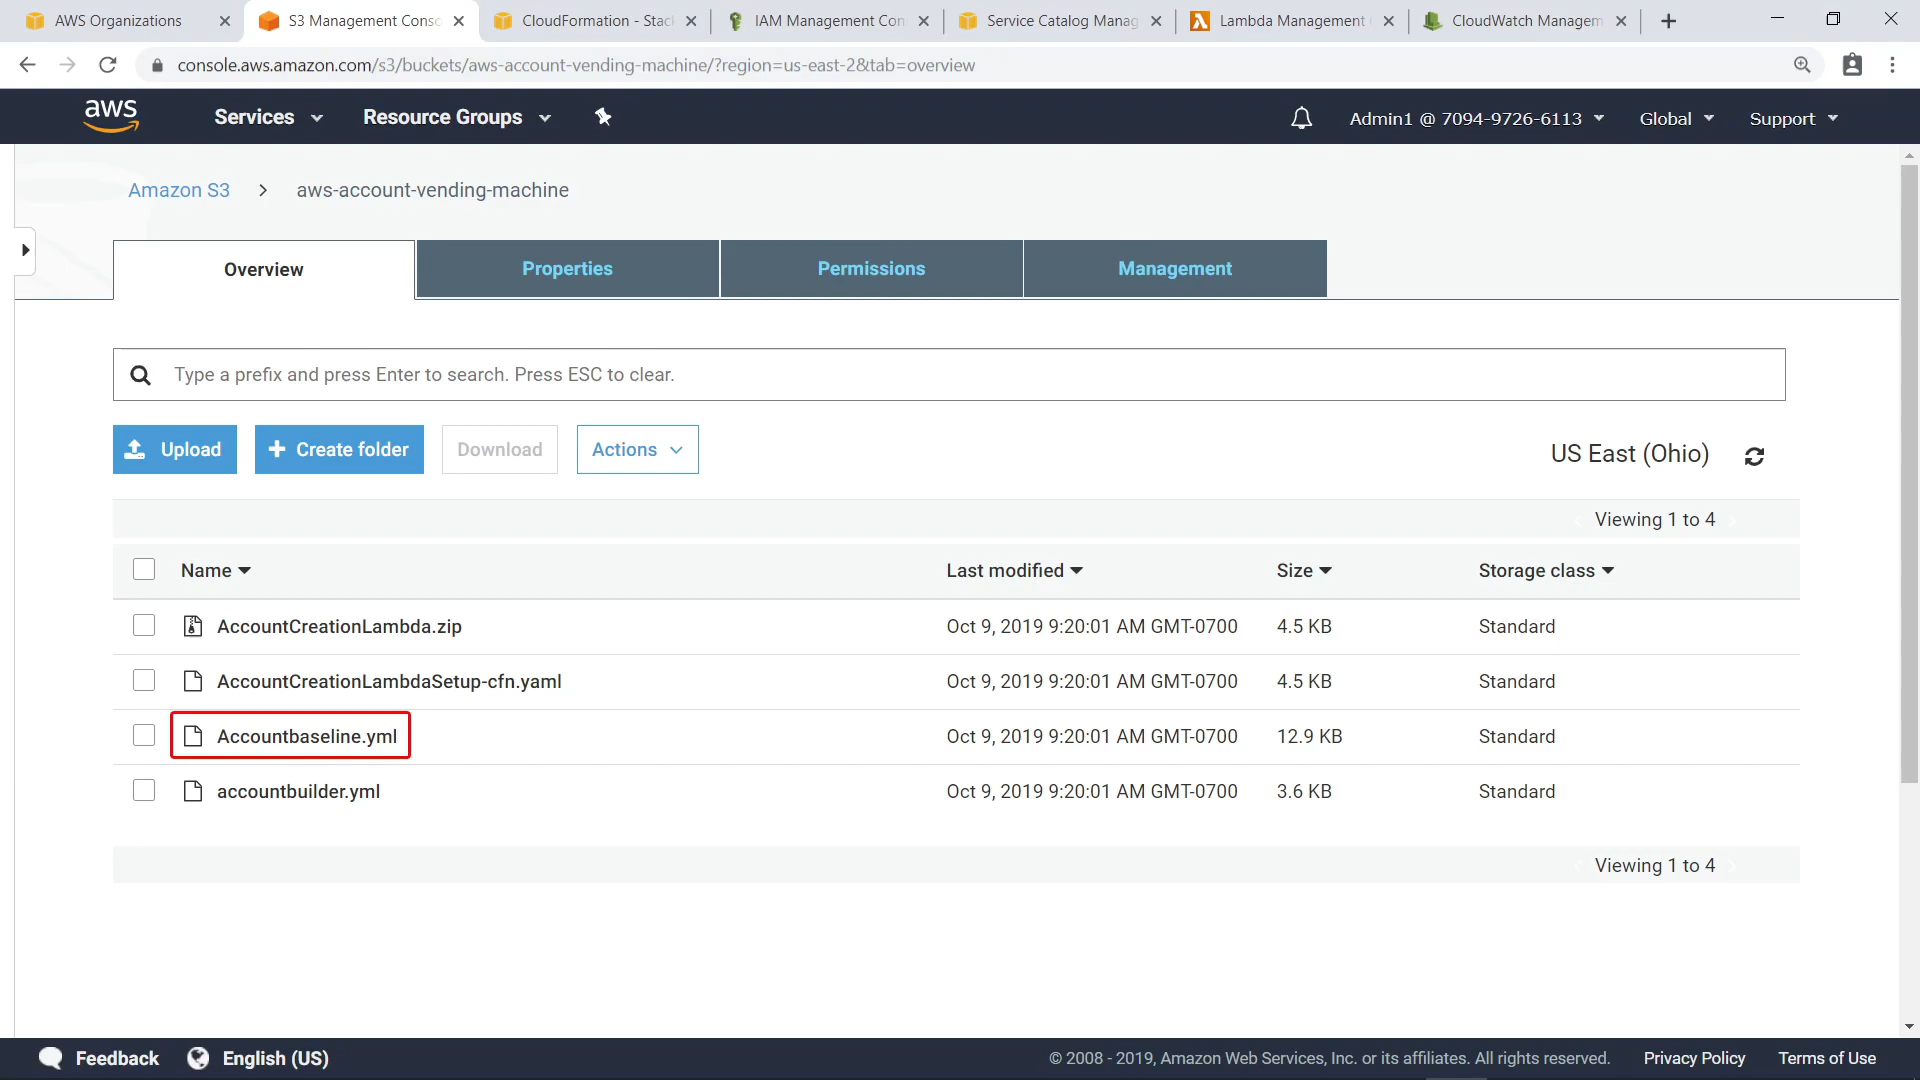 AWS Organizations
S3 Management Conso
CloudFormation - Stac
IAM Management Con
Service Catalog Manag
Lambda Management
CloudWatch Managem
console.aws.amazon.com/s3/buckets/aws-account-vending-machine/?region=us-east-2&tab=overview
aws Services Resource Groups Admin1 @ 7094-9726-6113 Global Support
Amazon S3 > aws-account-vending-machine
Overview Properties Permissions Management
Type a prefix and press Enter to search. Press ESC to clear.
Upload + Create folder Download Actions US East (Ohio)
Viewing 1 to 4
Name Last modified Size Storage class
AccountCreationLambda.zip Oct 9, 2019 9:20:01 AM GMT-0700 4.5 KB Standard
AccountCreationLambdaSetup-cfn.yaml Oct 9, 2019 9:20:01 AM GMT-0700 4.5 KB Standard
Accountbaseline.yml Oct 9, 2019 9:20:01 AM GMT-0700 12.9 KB Standard
accountbuilder.yml Oct 9, 2019 9:20:01 AM GMT-0700 3.6 KB Standard
Viewing 1 to 4
Feedback English (US) © 2008 - 2019, Amazon Web Services, Inc. or its affiliates. All rights reserved. Privacy Policy Terms of Use